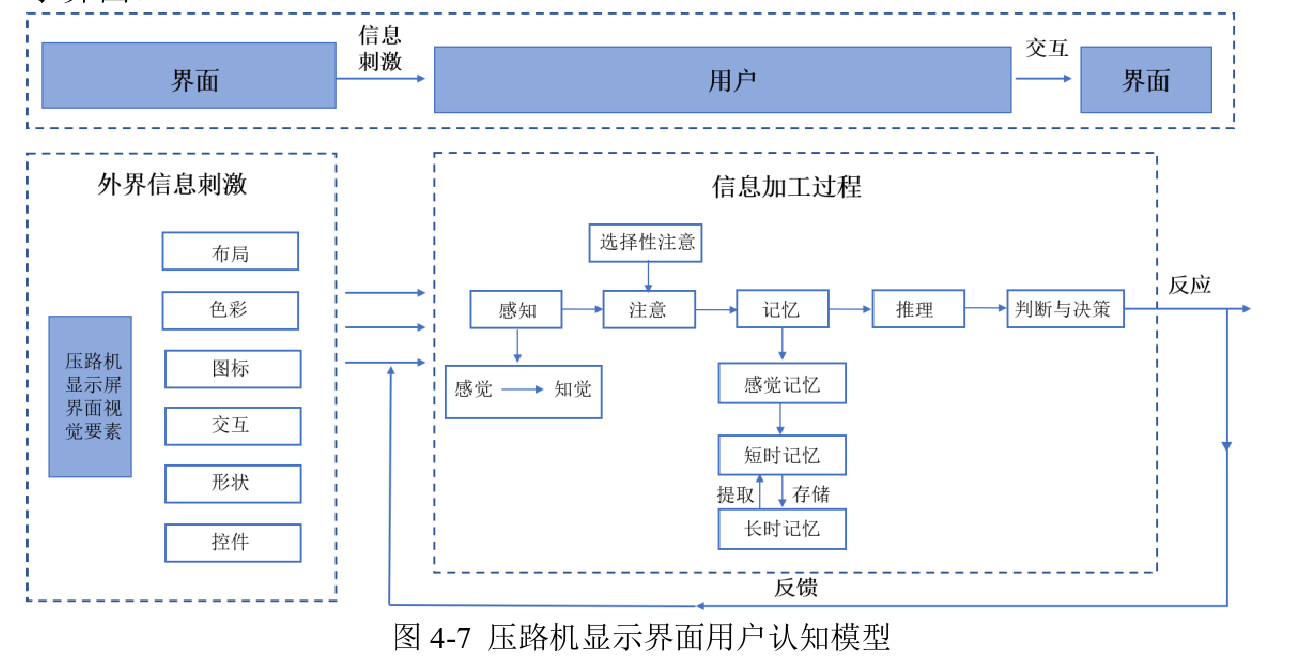 信息
刺激
交互
界面
用户
界面
外界信息刺激
信息加工过程
布局
色彩
图标
交互
形状
控件
压路机
显示屏
界面视
觉要素
选择性注意
感知
注意
记忆
推理
判断与决策
反应
感觉
知觉
感觉记忆
短时记忆
提取
存储
长时记忆
反馈
图 4-7 压路机显示界面用户认知模型